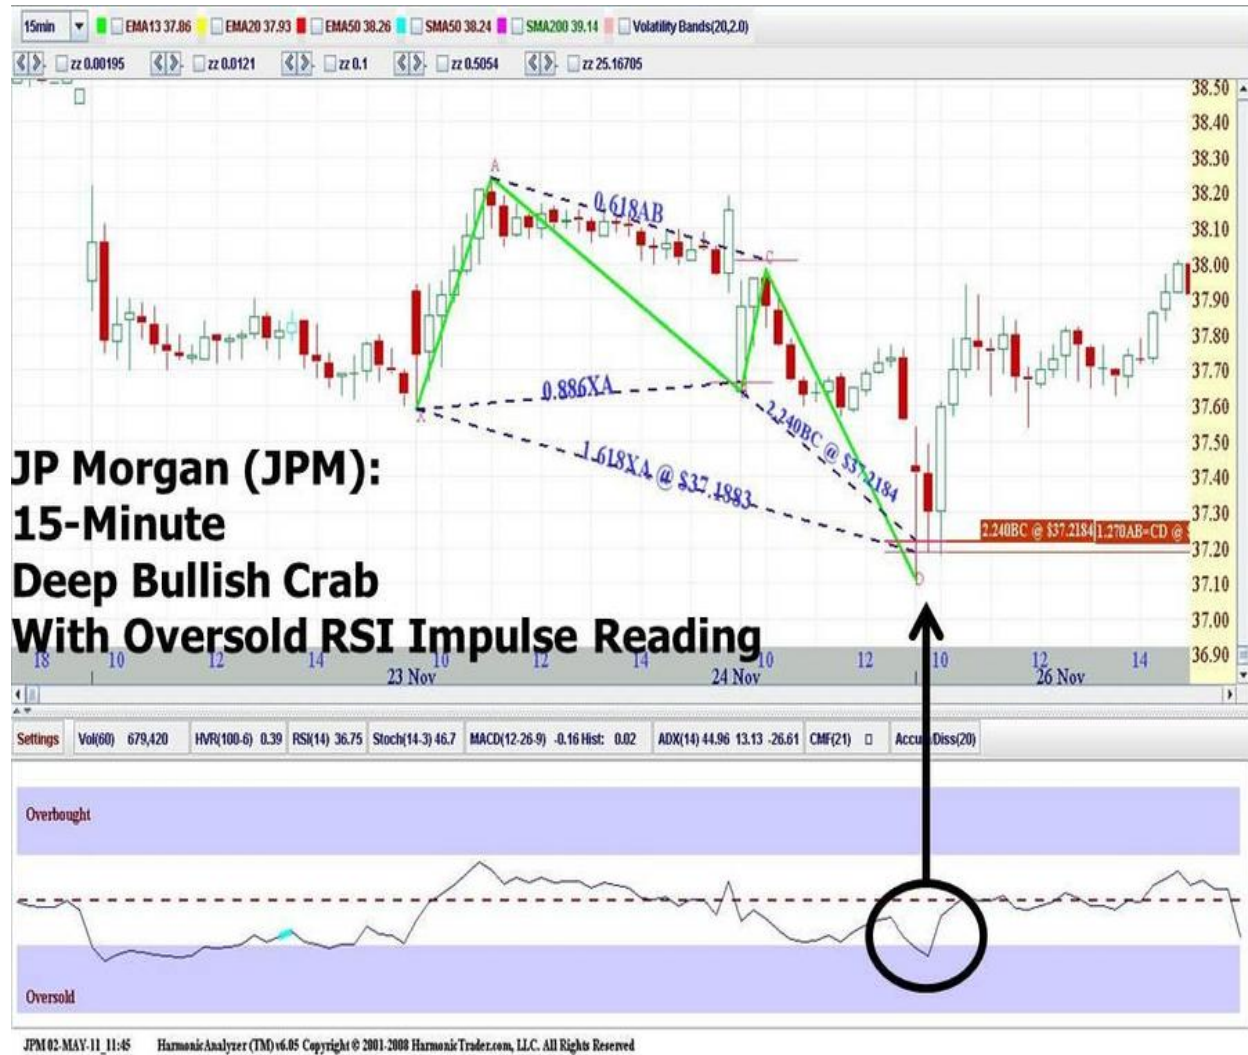 15min EMA13 37.86 EMA20 37.93 EMA50 38.26 SMA50 38.24 SMA200 39.14 Volatility Bands(20,2.0)
zz 0.00195 zz 0.0121 zz 0.1 zz 0.5054 zz 25.16705
38.50
38.40
38.30
38.20
38.10
38.00
37.90
37.80
37.70
37.60
37.50
37.40
37.30
37.20
37.10
37.00
36.90
A
0.618AB
C
0.886XA
X
2.240BC @ $37.2184
1.618XA @ $37.1883
2.240BC @ $37.2184 1.270AB=CD @ $
D
JP Morgan (JPM):
15-Minute
Deep Bullish Crab
With Oversold RSI Impulse Reading
18 10 12 14 10 12 14 10 12 10 12 14
23 Nov 24 Nov 26 Nov
Settings Vol(60) 679,420 HVR(100-6) 0.39 RSI(14) 36.75 Stoch(14-3) 46.7 MACD(12-26-9) -0.16 Hist: 0.02 ADX(14) 44.96 13.13 -26.61 CMF(21) Accum/Diss(20)
Overbought
Oversold
JPM 02-MAY-11_11:45 HarmonicAnalyzer (TM) v6.05 Copyright © 2001-2008 HarmonicTrader.com, LLC. All Rights Reserved